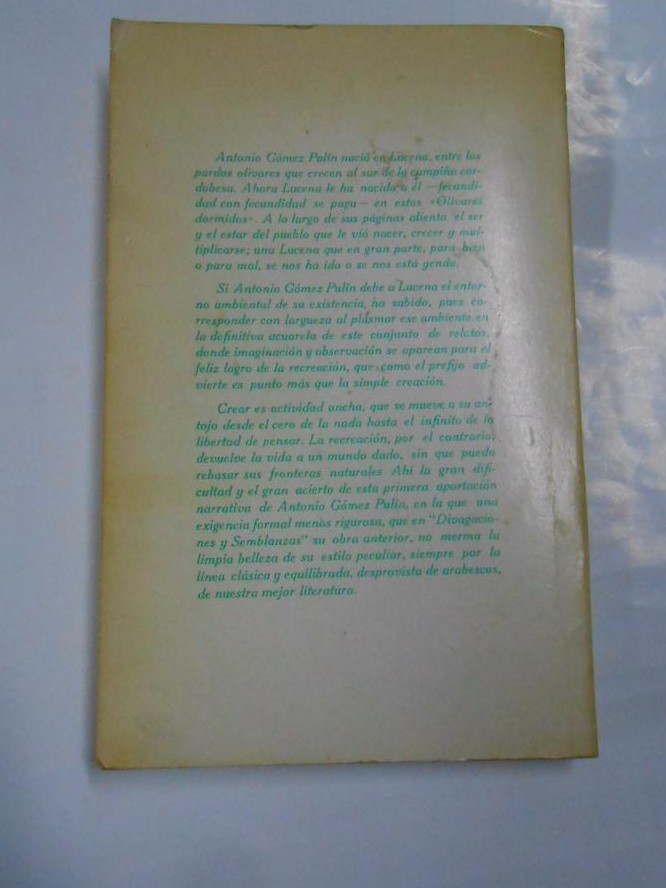 Antonio Gómez Palín nació en Lucena, entre los
pardos olivares que crecen al sur de la campiña cor-
dobesa. Ahora Lucena le ha nacido a él —fecundi-
dad con fecundidad se paga— en estos «Olivares
dormidos». A lo largo de sus páginas alienta el ser
y el estar del pueblo que le vió nacer, crecer y mul-
tiplicarse; una Lucena que en gran parte, para bien
o para mal, se nos ha ido o se nos está yendo.
Si Antonio Gómez Palín debe a Lucena el entor-
no ambiental de su existencia, ha sabido, pues co-
rresponder con largueza al plasmar ese ambiente en
la definitiva acuarela de este conjunto de relatos,
donde imaginación y observación se aparean para el
feliz logro de la recreación, que como el prefijo ad-
vierte es punto más que la simple creación.
Crear es actividad ancha, que se mueve a su an-
tojo desde el cero de la nada hasta el infinito de la
libertad de pensar. La recreación, por el contrario,
devuelve la vida a un mundo dado, sin que pueda
rebasar sus fronteras naturales Ahí la gran difi-
cultad y el gran acierto de esta primera aportación
narrativa de Antonio Gómez Palín, en la que una
exigencia formal menos rigurosa, que en "Divagacio-
nes y Semblanzas" su obra anterior, no merma la
limpia belleza de su estilo peculiar, siempre por la
línea clásica y equilibrada, desprovista de arabescos,
de nuestra mejor literatura.